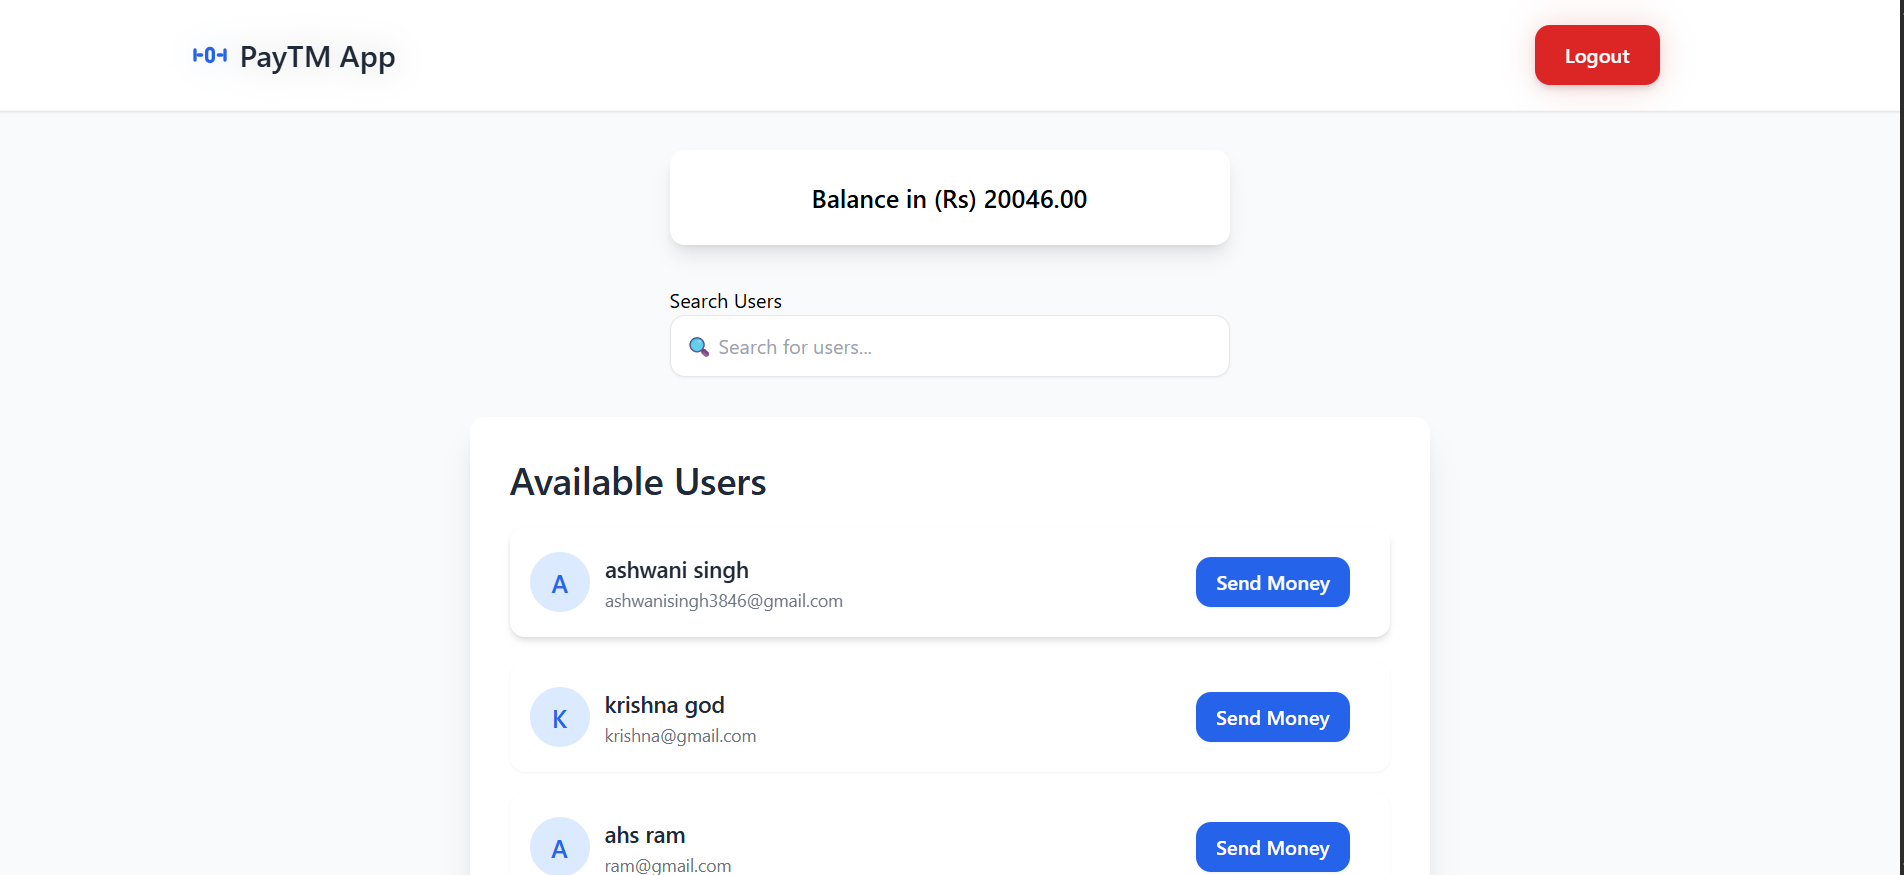 PayTM App
Logout
Balance in (Rs) 20046.00
Search Users
Search for users...
Available Users
A
ashwani singh
ashwanisingh3846@gmail.com
Send Money
K
krishna god
krishna@gmail.com
Send Money
A
ahs ram
ram@gmail.com
Send Money